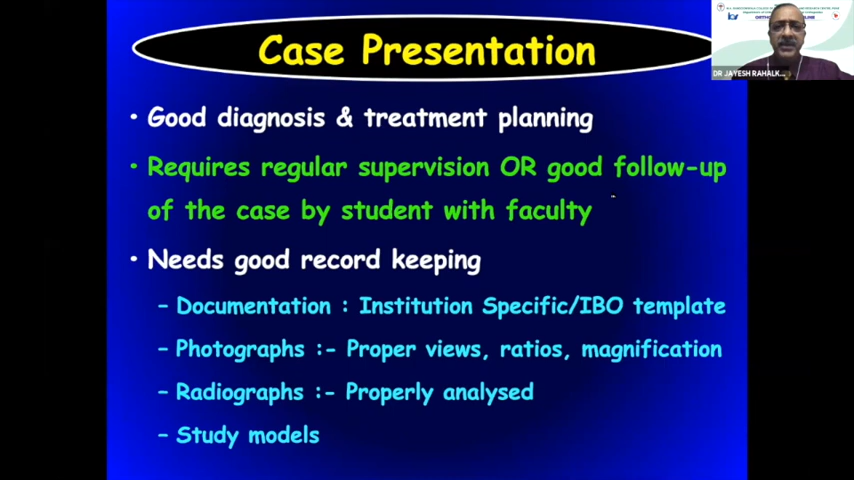 Case Presentation
• Good diagnosis & treatment planning
• Requires regular supervision OR good follow-up
of the case by student with faculty
• Needs good record keeping
– Documentation : Institution Specific/IBO template
– Photographs :- Proper views, ratios, magnification
– Radiographs :- Properly analysed
– Study models
DR JAYESH RAHALK...